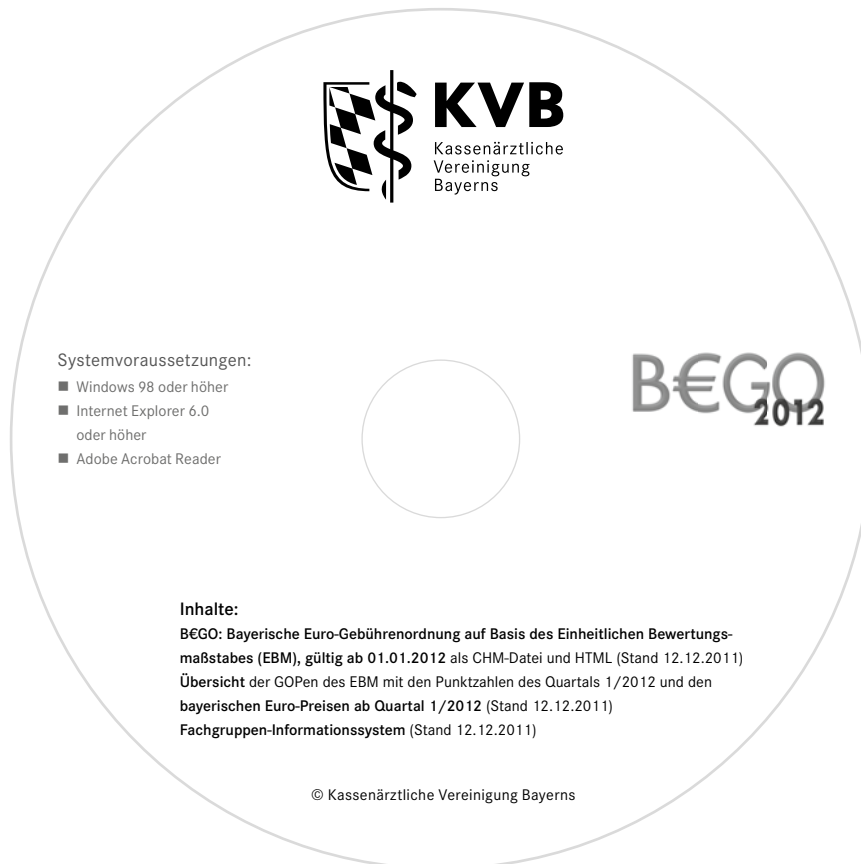 KVB
Kassenärztliche
Vereinigung
Bayerns
Systemvoraussetzungen:
■ Windows 98 oder höher
■ Internet Explorer 6.0
oder höher
■ Adobe Acrobat Reader
B€GO
2012
Inhalte:
B€GO: Bayerische Euro-Gebührenordnung auf Basis des Einheitlichen Bewertungs-
maßstabes (EBM), gültig ab 01.01.2012 als CHM-Datei und HTML (Stand 12.12.2011)
Übersicht der GOPen des EBM mit den Punktzahlen des Quartals 1/2012 und den
bayerischen Euro-Preisen ab Quartal 1/2012 (Stand 12.12.2011)
Fachgruppen-Informationssystem (Stand 12.12.2011)
© Kassenärztliche Vereinigung Bayerns